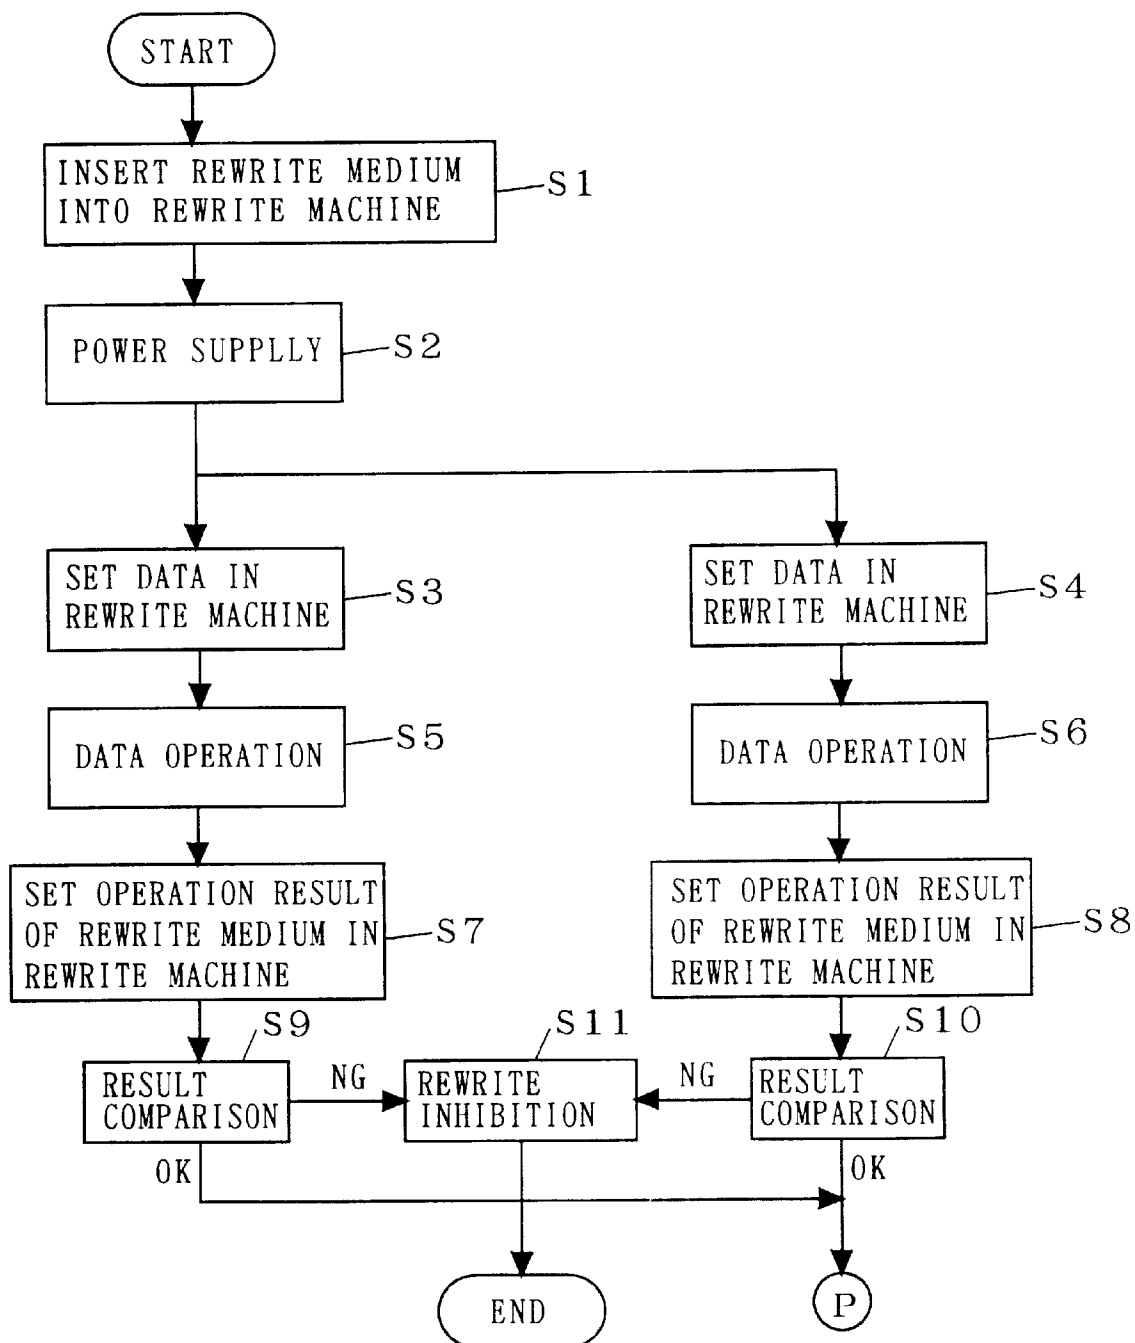 START
INSERT REWRITE MEDIUM
INTO REWRITE MACHINE
S1
POWER SUPPLLY
S2
SET DATA IN
REWRITE MACHINE
S3
SET DATA IN
REWRITE MACHINE
S4
DATA OPERATION
S5
DATA OPERATION
S6
SET OPERATION RESULT
OF REWRITE MEDIUM IN
REWRITE MACHINE
S7
SET OPERATION RESULT
OF REWRITE MEDIUM IN
REWRITE MACHINE
S8
S9
RESULT
COMPARISON
NG
S11
REWRITE
INHIBITION
NG
S10
RESULT
COMPARISON
OK
OK
END
P